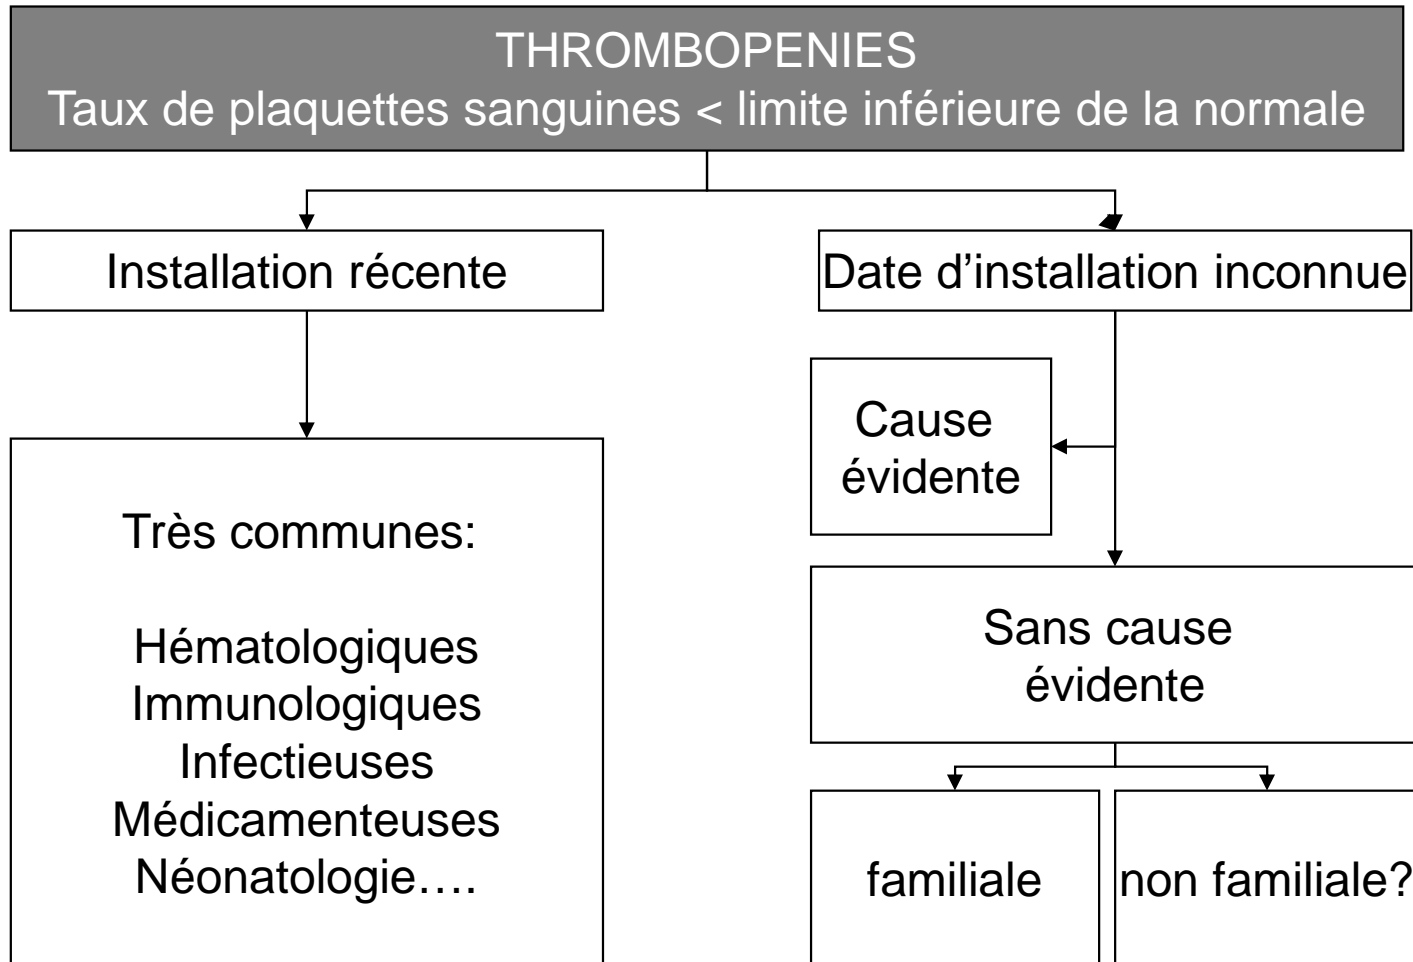 THROMBOPENIES
Taux de plaquettes sanguines < limite inférieure de la normale
Installation récente
Date d’installation inconnue
Cause
évidente
Très communes:
Hématologiques
Immunologiques
Infectieuses
Médicamenteuses
Néonatologie….
Sans cause
évidente
familiale
non familiale?